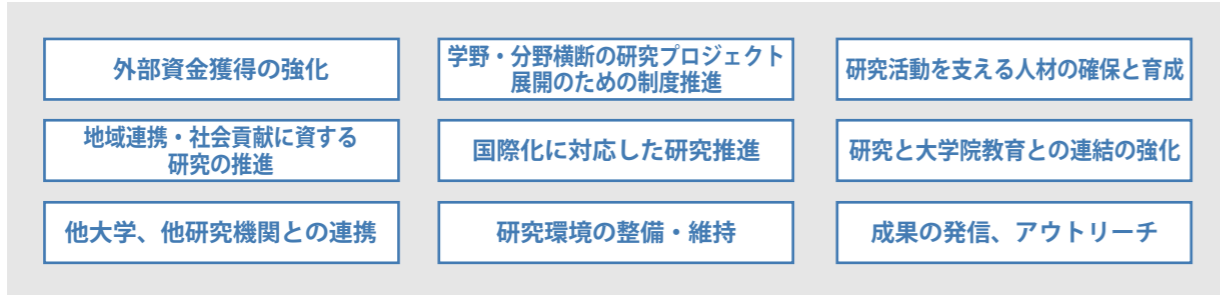 外部資金獲得の強化
学野・分野横断の研究プロジェクト
展開のための制度推進
研究活動を支える人材の確保と育成
地域連携・社会貢献に資する
研究の推進
国際化に対応した研究推進
研究と大学院教育との連結の強化
他大学、他研究機関との連携
研究環境の整備・維持
成果の発信、アウトリーチ